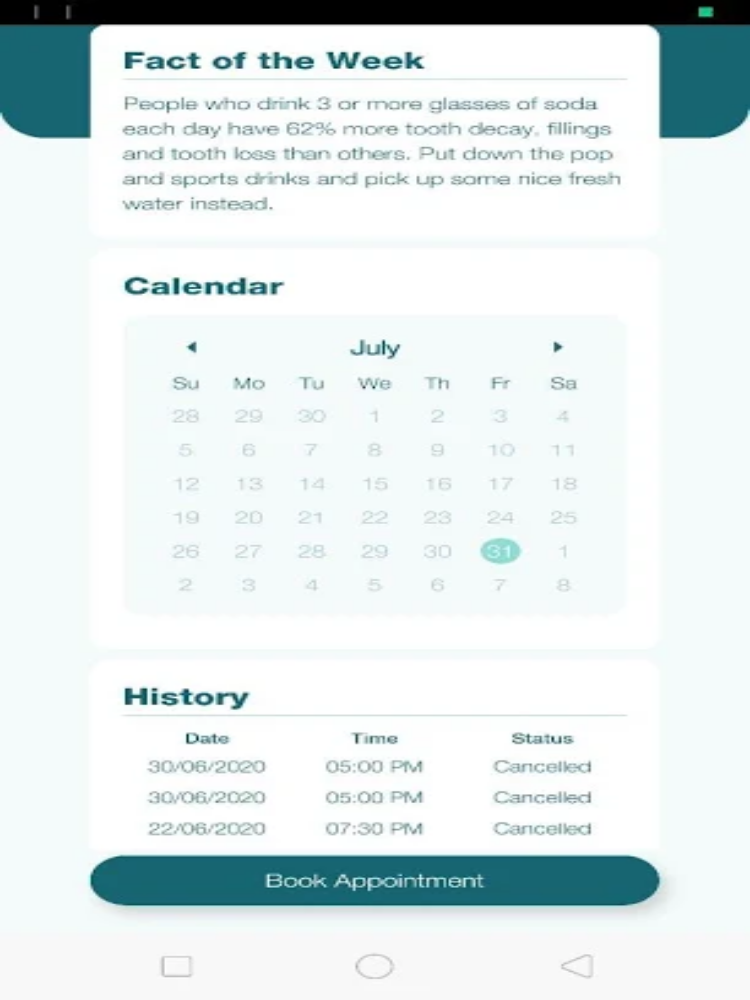 Fact of the Week
People who drink 3 or more glasses of soda
each day have 62% more tooth decay, fillings
and tooth loss than others. Put down the pop
and sports drinks and pick up some nice fresh
water instead.
Calendar
July
Su Mo Tu We Th Fr Sa
28 29 30 1 2 3 4
5 6 7 8 9 10 11
12 13 14 15 16 17 18
19 20 21 22 23 24 25
26 27 28 29 30 31 1
2 3 4 5 6 7 8
History
Date Time Status
30/06/2020 05:00 PM Cancelled
30/06/2020 05:00 PM Cancelled
22/06/2020 07:30 PM Cancelled
Book Appointment